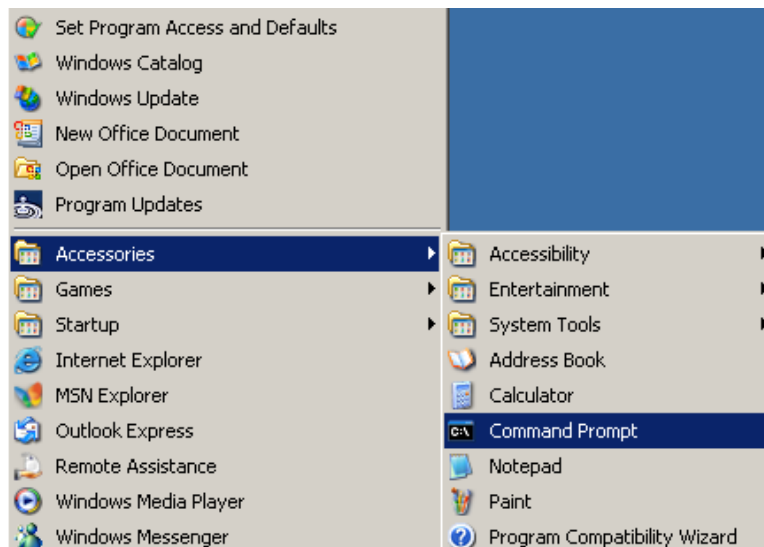 Set Program Access and Defaults
Windows Catalog
Windows Update
New Office Document
Open Office Document
Program Updates
Accessories
Games
Startup
Internet Explorer
MSN Explorer
Outlook Express
Remote Assistance
Windows Media Player
Windows Messenger
Accessibility
Entertainment
System Tools
Address Book
Calculator
C:\
Command Prompt
Notepad
Paint
Program Compatibility Wizard